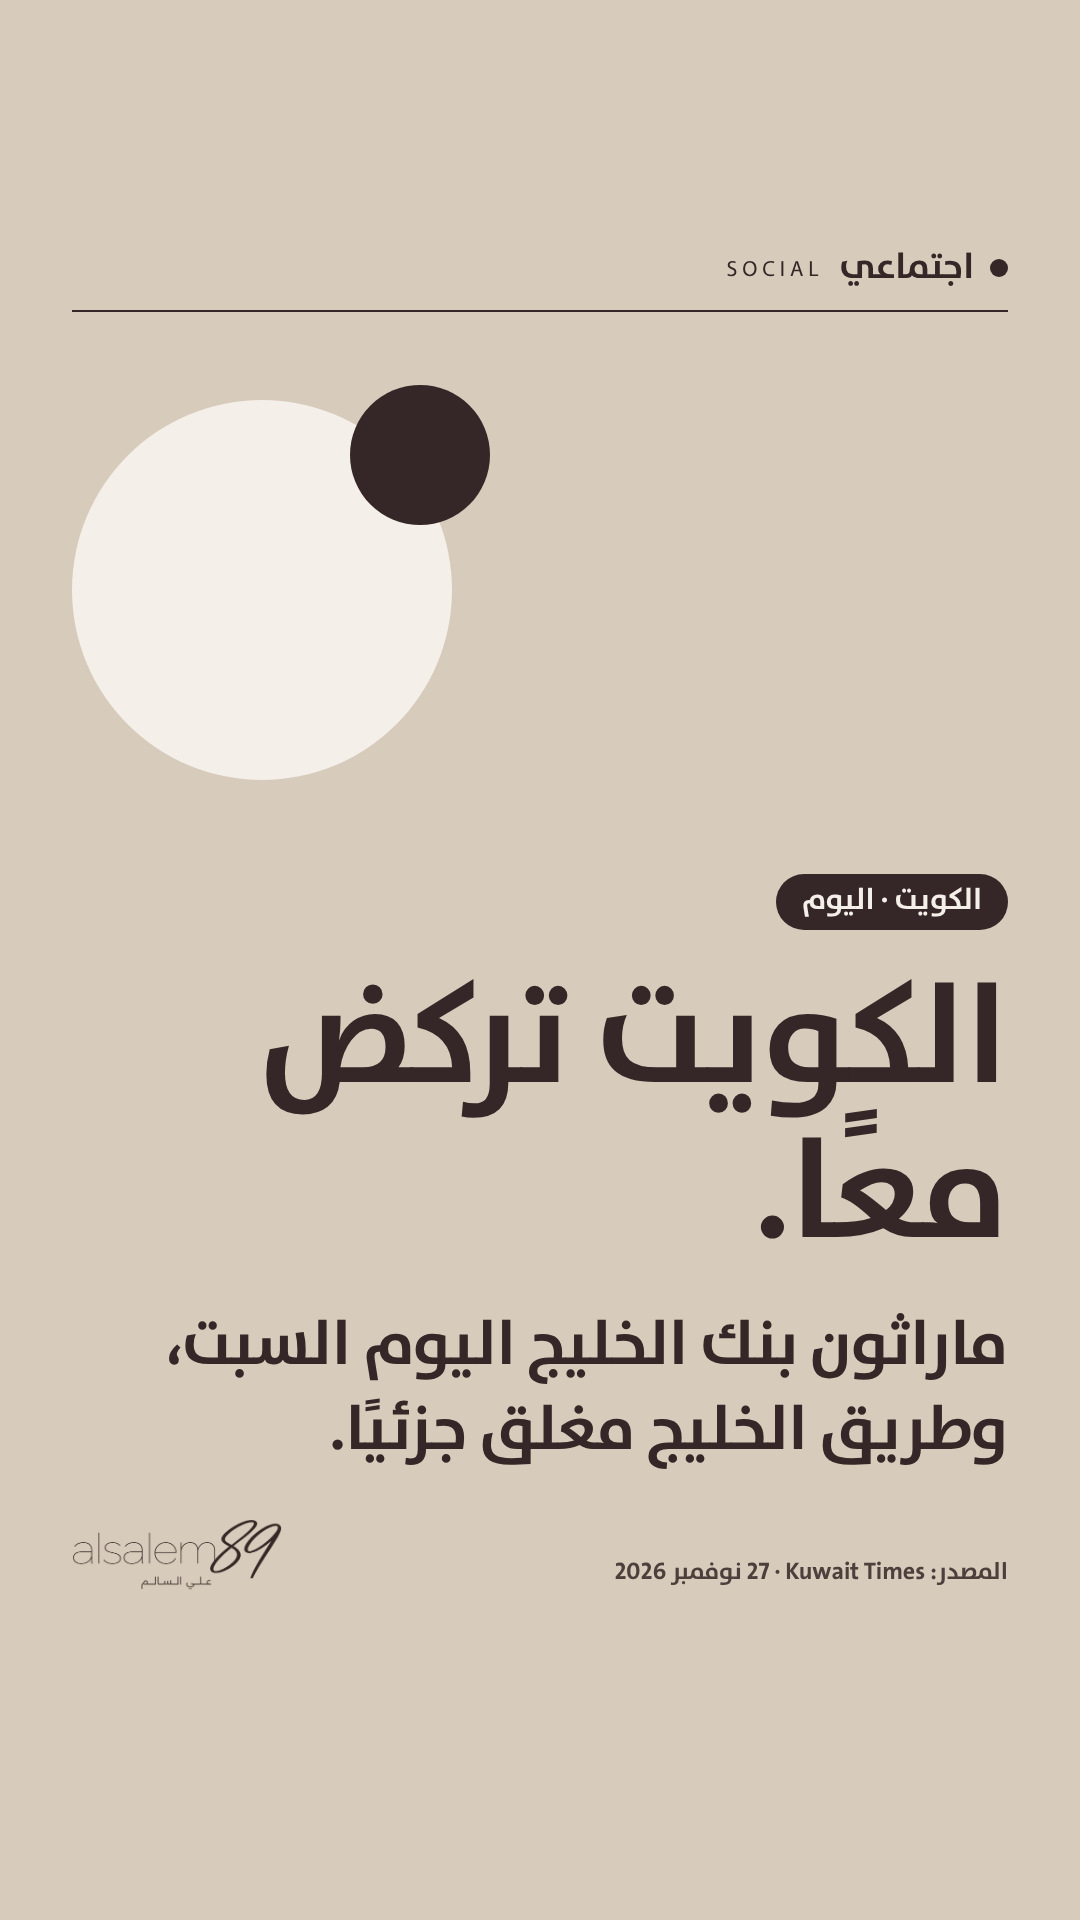 اجتماعي SOCIAL
الكويت · اليوم
الكويت تركض
معًا.
ماراثون بنك الخليج اليوم السبت،
وطريق الخليج مغلق جزئيًا.
المصدر: Kuwait Times · 27 نوفمبر 2026
alsalem89
علي السالم